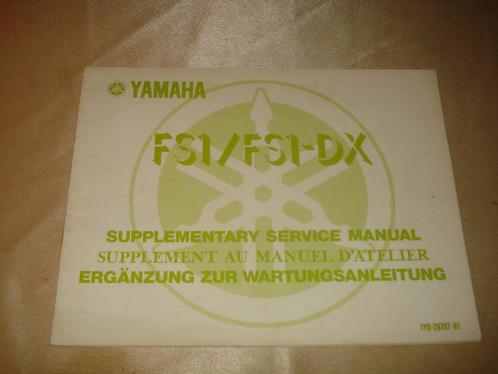 YAMAHA
FS1/FS1-DX
SUPPLEMENTARY SERVICE MANUAL
SUPPLEMENT AU MANUEL D'ATELIER
ERGÄNZUNG ZUR WARTUNGSANLEITUNG